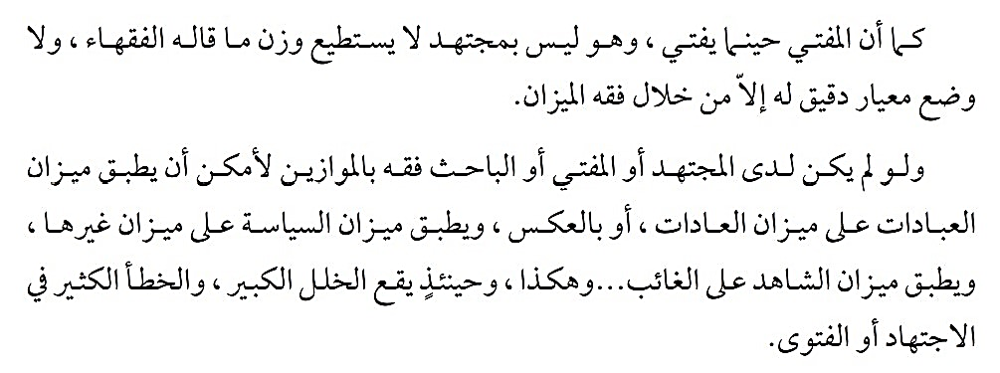 كما أن المفتي حينما يفتي ، وهو ليس بمجتهد لا يستطيع وزن ما قاله الفقهاء ، ولا
وضع معيار دقيق له إلاّ من خلال فقه الميزان.
ولو لم يكن لدى المجتهد أو المفتي أو الباحث فقه بالموازين لأمكن أن يطبق ميزان
العبادات على ميزان العادات ، أو بالعكس ، ويطبق ميزان السياسة على ميزان غيرها ،
ويطبق ميزان الشاهد على الغائب...وهكذا ، وحينئذٍ يقع الخلل الكبير ، والخطأ الكثير في
الاجتهاد أو الفتوى.